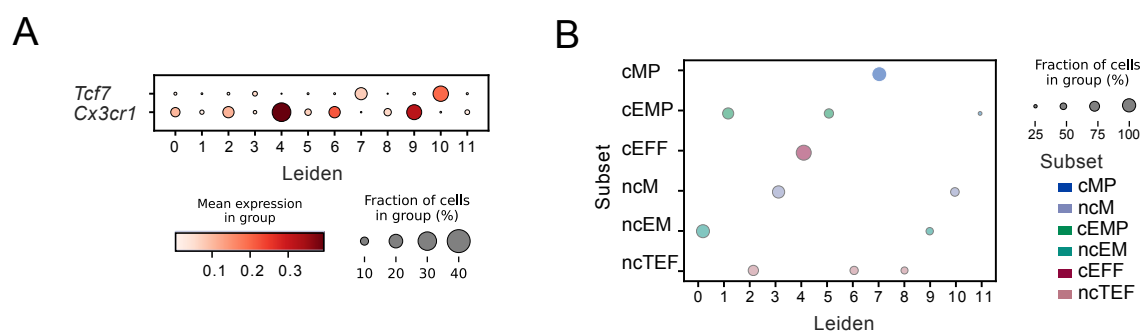 A
Tcf7
Cx3cr1
0 1 2 3 4 5 6 7 8 9 10 11
Leiden
Mean expression
in group
0.1 0.2 0.3
Fraction of cells
in group (%)
10 20 30 40
B
Subset
cMP
cEMP
cEFF
ncM
ncEM
ncTEF
0 1 2 3 4 5 6 7 8 9 10 11
Leiden
Fraction of cells
in group (%)
25 50 75 100
Subset
cMP
ncM
cEMP
ncEM
cEFF
ncTEF